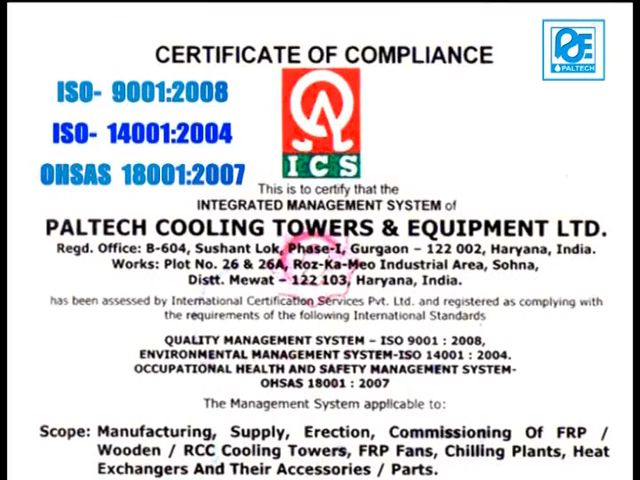 PALTECH
CERTIFICATE OF COMPLIANCE
ISO- 9001:2008
ISO- 14001:2004
OHSAS 18001:2007
ICS
This is to certify that the
INTEGRATED MANAGEMENT SYSTEM of
PALTECH COOLING TOWERS & EQUIPMENT LTD.
Regd. Office: B-604, Sushant Lok, Phase-I, Gurgaon – 122 002, Haryana, India.
Works: Plot No. 26 & 26A, Roz-Ka-Meo Industrial Area, Sohna,
Distt. Mewat – 122 103, Haryana, India.
has been assessed by International Certification Services Pvt. Ltd. and registered as complying with
the requirements of the following International Standards
QUALITY MANAGEMENT SYSTEM – ISO 9001 : 2008,
ENVIRONMENTAL MANAGEMENT SYSTEM-ISO 14001 : 2004.
OCCUPATIONAL HEALTH AND SAFETY MANAGEMENT SYSTEM-
OHSAS 18001 : 2007
The Management System applicable to:
Scope: Manufacturing, Supply, Erection, Commissioning Of FRP /
Wooden / RCC Cooling Towers, FRP Fans, Chilling Plants, Heat
Exchangers And Their Accessories / Parts.